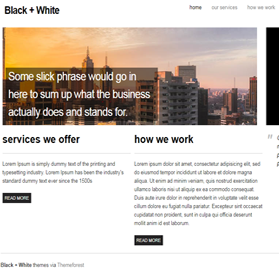 Black + White
home our services how we work
Some slick phrase would go in
here to sum up what the business
actually does and stands for.
services we offer
Lorem Ipsum is simply dummy text of the printing and
typesetting industry. Lorem Ipsum has been the industry's
standard dummy text ever since the 1500s.
READ MORE
how we work
Lorem ipsum dolor sit amet, consectetur adipisicing elit, sed do
eiusmod tempor incididunt ut labore et dolore magna
aliqua. Ut enim ad minim veniam, quis nostrud exercitation
ullamco laboris nisi ut aliquip ex ea commodo consequat.
Duis aute irure dolor in reprehenderit in voluptate velit esse
cillum dolore eu fugiat nulla pariatur. Excepteur sint occaecat
cupidatat non proident, sunt in culpa qui officia deserunt
mollit anim id est laborum.
READ MORE
Black + White themes via Themeforest